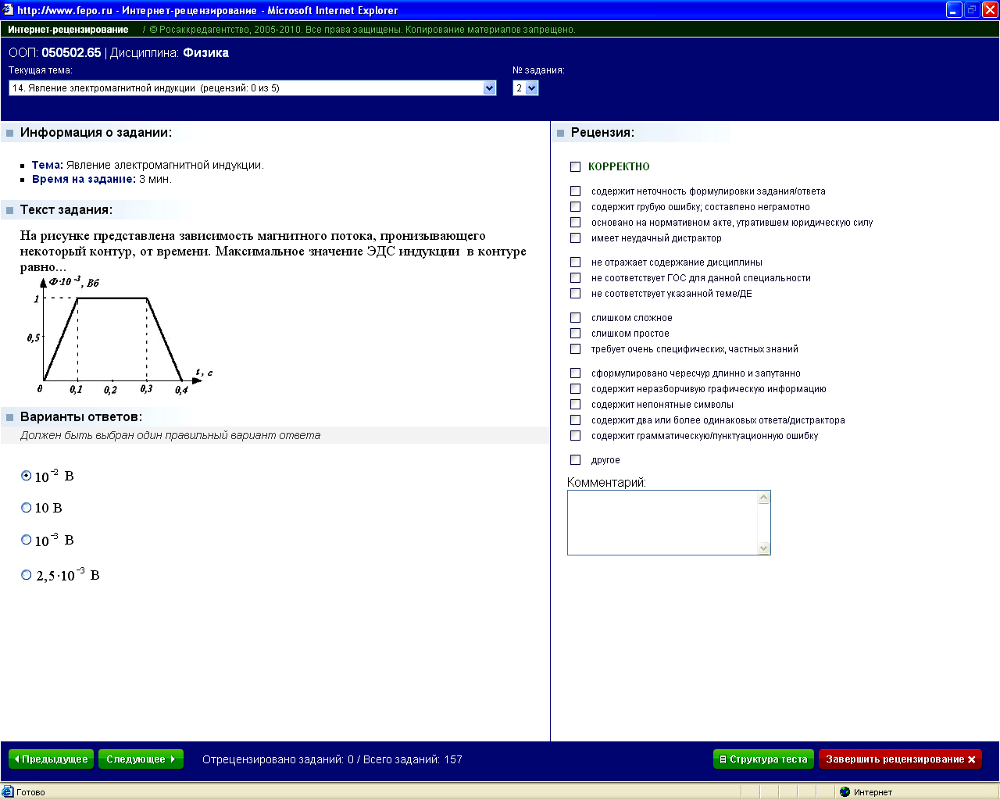 http://www.fepo.ru - Интернет-рецензирование - Microsoft Internet Explorer
Интернет-рецензирование / © Росаккредагентство, 2005-2010. Все права защищены. Копирование материалов запрещено.
ООП: 050502.65 | Дисциплина: Физика
Текущая тема: № задания:
14. Явление электромагнитной индукции (рецензий: 0 из 5) 2
Информация о задании:
Тема: Явление электромагнитной индукции.
Время на задание: 3 мин.
Текст задания:
На рисунке представлена зависимость магнитного потока, пронизывающего
некоторый контур, от времени. Максимальное значение ЭДС индукции в контуре
равно...
Ф·10⁻³, Вб
1
0,5
t, с
0 0,1 0,2 0,3 0,4
Варианты ответов:
Должен быть выбран один правильный вариант ответа
10⁻² В
10 В
10⁻³ В
2,5·10⁻³ В
Рецензия:
КОРРЕКТНО
содержит неточность формулировки задания/ответа
содержит грубую ошибку; составлено неграмотно
основано на нормативном акте, утратившем юридическую силу
имеет неудачный дистрактор
не отражает содержание дисциплины
не соответствует ГОС для данной специальности
не соответствует указанной теме/ДЕ
слишком сложное
слишком простое
требует очень специфических, частных знаний
сформулировано чересчур длинно и запутанно
содержит неразборчивую графическую информацию
содержит непонятные символы
содержит два или более одинаковых ответа/дистрактора
содержит грамматическую/пунктуационную ошибку
другое
Комментарий:
Предыдущее Следующее Отрецензировано заданий: 0 / Всего заданий: 157 Структура теста Завершить рецензирование
Готово Интернет